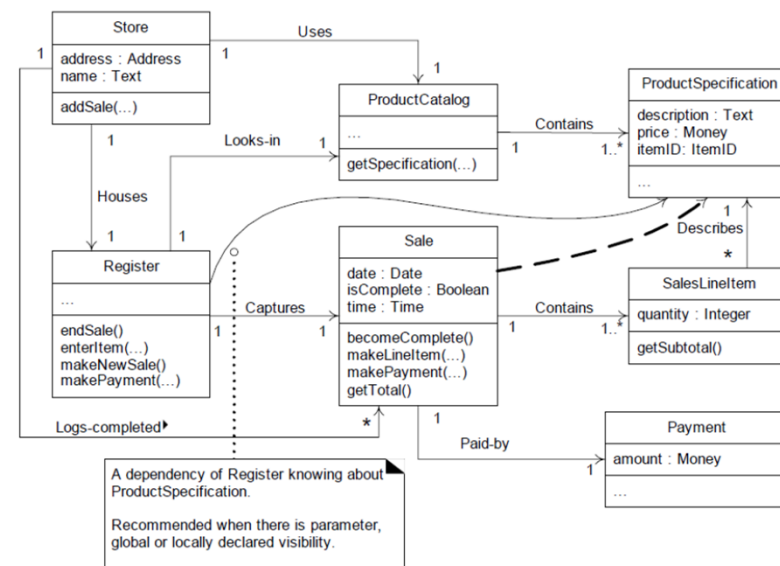 Store
address : Address
name : Text
addSale(...)
Uses
1
1
1
1
ProductCatalog
...
getSpecification(...)
Looks-in
1
1
Contains
1
1..*
ProductSpecification
description : Text
price : Money
itemID: ItemID
...
Houses
1
Register
...
endSale()
enterItem(...)
makeNewSale()
makePayment(...)
Captures
1
1
Sale
date : Date
isComplete : Boolean
time : Time
becomeComplete()
makeLineItem(...)
makePayment(...)
getTotal()
1
Describes
*
Contains
1
1..*
SalesLineItem
quantity : Integer
getSubtotal()
Logs-completed
*
1
Paid-by
1
Payment
amount : Money
...
A dependency of Register knowing about
ProductSpecification.
Recommended when there is parameter,
global or locally declared visibility.